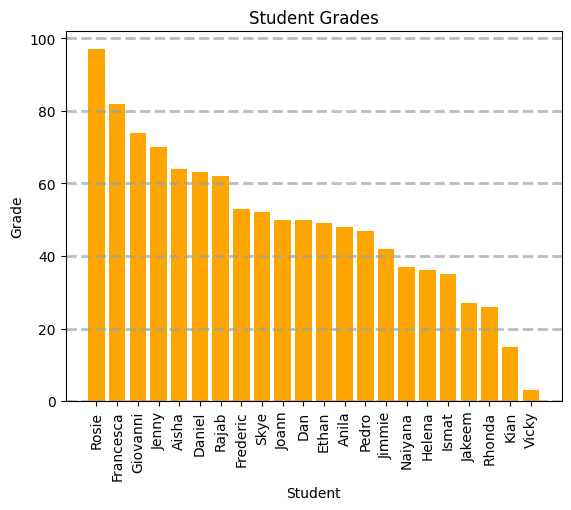 Student Grades
100
80
60
40
20
0
Grade
Rosie
Francesca
Giovanni
Jenny
Aisha
Daniel
Rajab
Frederic
Skye
Joann
Dan
Ethan
Anila
Pedro
Jimmie
Naiyana
Helena
Ismat
Jakeem
Rhonda
Kian
Vicky
Student